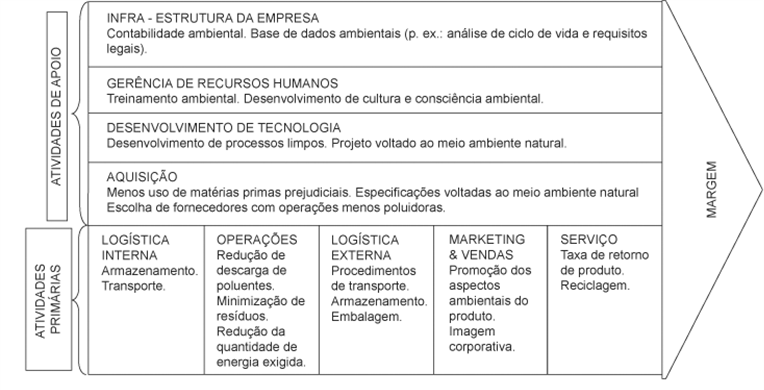 ATIVIDADES DE APOIO
INFRA - ESTRUTURA DA EMPRESA
Contabilidade ambiental. Base de dados ambientais (p. ex.: análise de ciclo de vida e requisitos
legais).
GERÊNCIA DE RECURSOS HUMANOS
Treinamento ambiental. Desenvolvimento de cultura e consciência ambiental.
DESENVOLVIMENTO DE TECNOLOGIA
Desenvolvimento de processos limpos. Projeto voltado ao meio ambiente natural.
AQUISIÇÃO
Menos uso de matérias primas prejudiciais. Especificações voltadas ao meio ambiente natural
Escolha de fornecedores com operações menos poluidoras.
ATIVIDADES
PRIMÁRIAS
LOGÍSTICA
INTERNA
Armazenamento.
Transporte.
OPERAÇÕES
Redução de
descarga de
poluentes.
Minimização de
resíduos.
Redução da
quantidade de
energia exigida.
LOGÍSTICA
EXTERNA
Procedimentos
de transporte.
Armazenamento.
Embalagem.
MARKETING
& VENDAS
Promoção dos
aspectos
ambientais do
produto.
Imagem
corporativa.
SERVIÇO
Taxa de retorno
de produto.
Reciclagem.
MARGEM